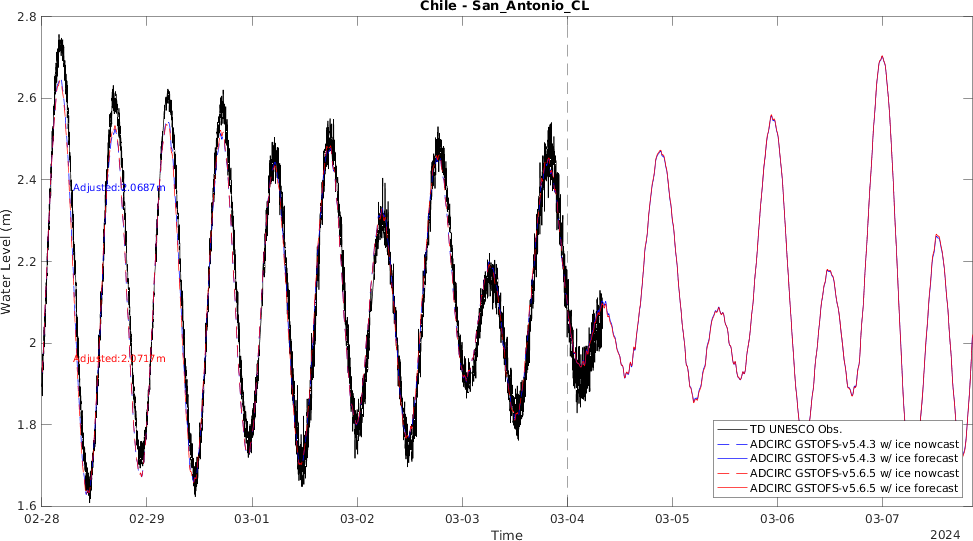 Chile - San_Antonio_CL
2.8
2.6
2.4
2.2
2
1.8
1.6
Water Level (m)
Adjusted:2.0687m
Adjusted:2.0717m
TD UNESCO Obs.
ADCIRC GSTOFS-v5.4.3 w/ ice nowcast
ADCIRC GSTOFS-v5.4.3 w/ ice forecast
ADCIRC GSTOFS-v5.6.5 w/ ice nowcast
ADCIRC GSTOFS-v5.6.5 w/ ice forecast
02-28 02-29 03-01 03-02 03-03 03-04 03-05 03-06 03-07
Time
2024